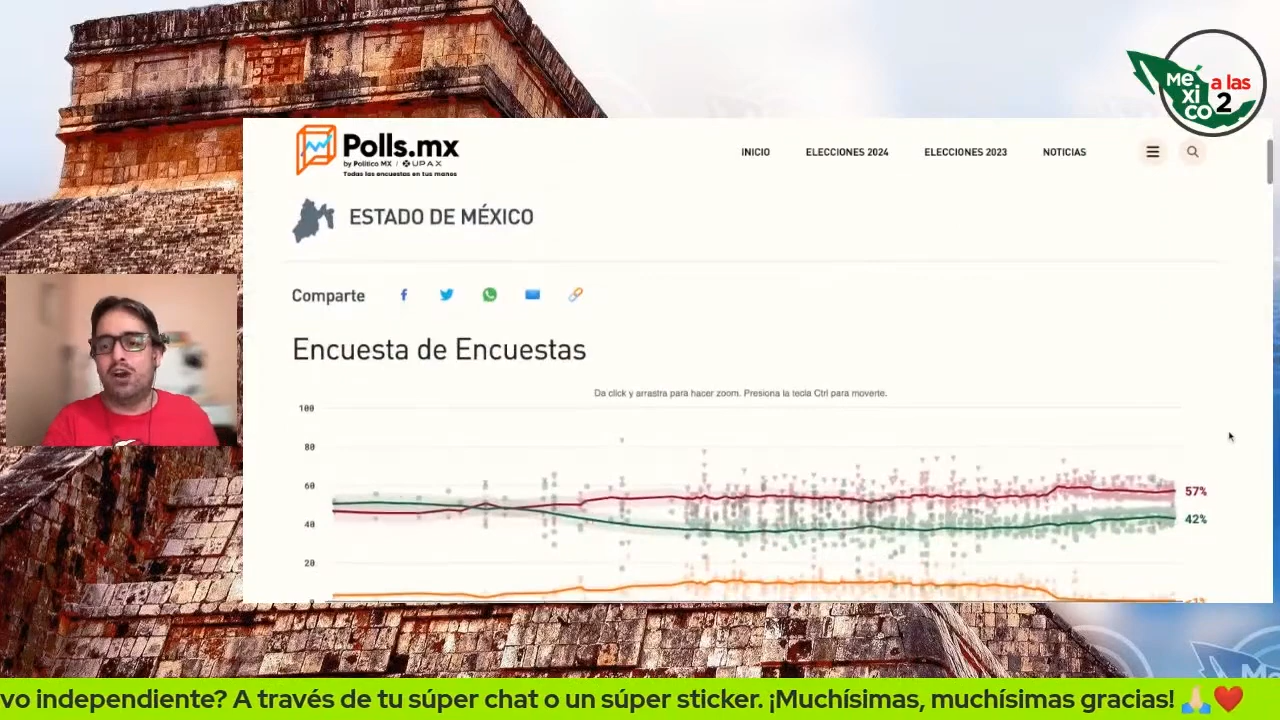 Mé a las
xi 2
co
Polls.mx
by Político MX / UPAX
Todas las encuestas en tus manos
INICIO ELECCIONES 2024 ELECCIONES 2023 NOTICIAS
ESTADO DE MÉXICO
Comparte
Encuesta de Encuestas
Da click y arrastra para hacer zoom. Presiona la tecla Ctrl para moverte.
100
80
60
57%
40
42%
20
vo independiente? A través de tu súper chat o un súper sticker. ¡Muchísimas, muchísimas gracias! 🙏🏻❤️